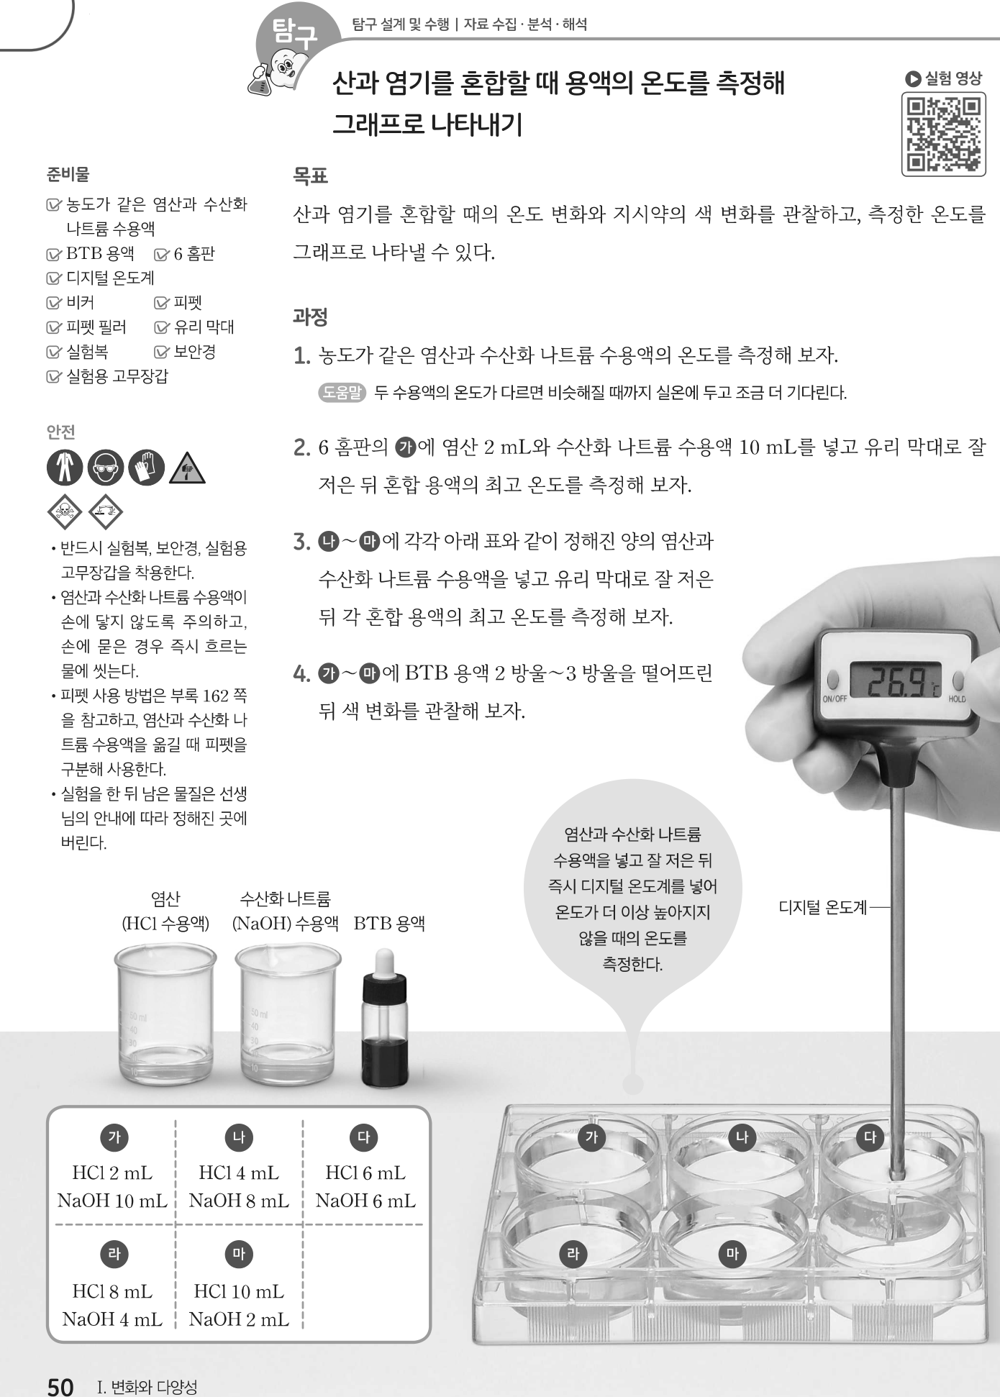 탐구
탐구 설계 및 수행 | 자료 수집·분석·해석
산과 염기를 혼합할 때 용액의 온도를 측정해
그래프로 나타내기
실험 영상
준비물
농도가 같은 염산과 수산화
나트륨 수용액
BTB 용액 6 홈판
디지털 온도계
비커 피펫
피펫 필러 유리 막대
실험복 보안경
실험용 고무장갑
안전
• 반드시 실험복, 보안경, 실험용
고무장갑을 착용한다.
• 염산과 수산화 나트륨 수용액이
손에 닿지 않도록 주의하고,
손에 묻은 경우 즉시 흐르는
물에 씻는다.
• 피펫 사용 방법은 부록 162 쪽
을 참고하고, 염산과 수산화 나
트륨 수용액을 옮길 때 피펫을
구분해 사용한다.
• 실험을 한 뒤 남은 물질은 선생
님의 안내에 따라 정해진 곳에
버린다.
목표
산과 염기를 혼합할 때의 온도 변화와 지시약의 색 변화를 관찰하고, 측정한 온도를
그래프로 나타낼 수 있다.
과정
1. 농도가 같은 염산과 수산화 나트륨 수용액의 온도를 측정해 보자.
도움말 두 수용액의 온도가 다르면 비슷해질 때까지 실온에 두고 조금 더 기다린다.
2. 6 홈판의 가에 염산 2 mL와 수산화 나트륨 수용액 10 mL를 넣고 유리 막대로 잘
저은 뒤 혼합 용액의 최고 온도를 측정해 보자.
3. 나~마에 각각 아래 표와 같이 정해진 양의 염산과
수산화 나트륨 수용액을 넣고 유리 막대로 잘 저은
뒤 각 혼합 용액의 최고 온도를 측정해 보자.
4. 가~마에 BTB 용액 2 방울~3 방울을 떨어뜨린
뒤 색 변화를 관찰해 보자.
26.9 ℃
ON/OFF HOLD
염산과 수산화 나트륨
수용액을 넣고 잘 저은 뒤
즉시 디지털 온도계를 넣어
온도가 더 이상 높아지지
않을 때의 온도를
측정한다.
디지털 온도계
염산
(HCl 수용액)
수산화 나트륨
(NaOH) 수용액
BTB 용액
가 나 다
HCl 2 mL HCl 4 mL HCl 6 mL
NaOH 10 mL NaOH 8 mL NaOH 6 mL
라 마
HCl 8 mL HCl 10 mL
NaOH 4 mL NaOH 2 mL
가 나 다
라 마
50 I. 변화와 다양성